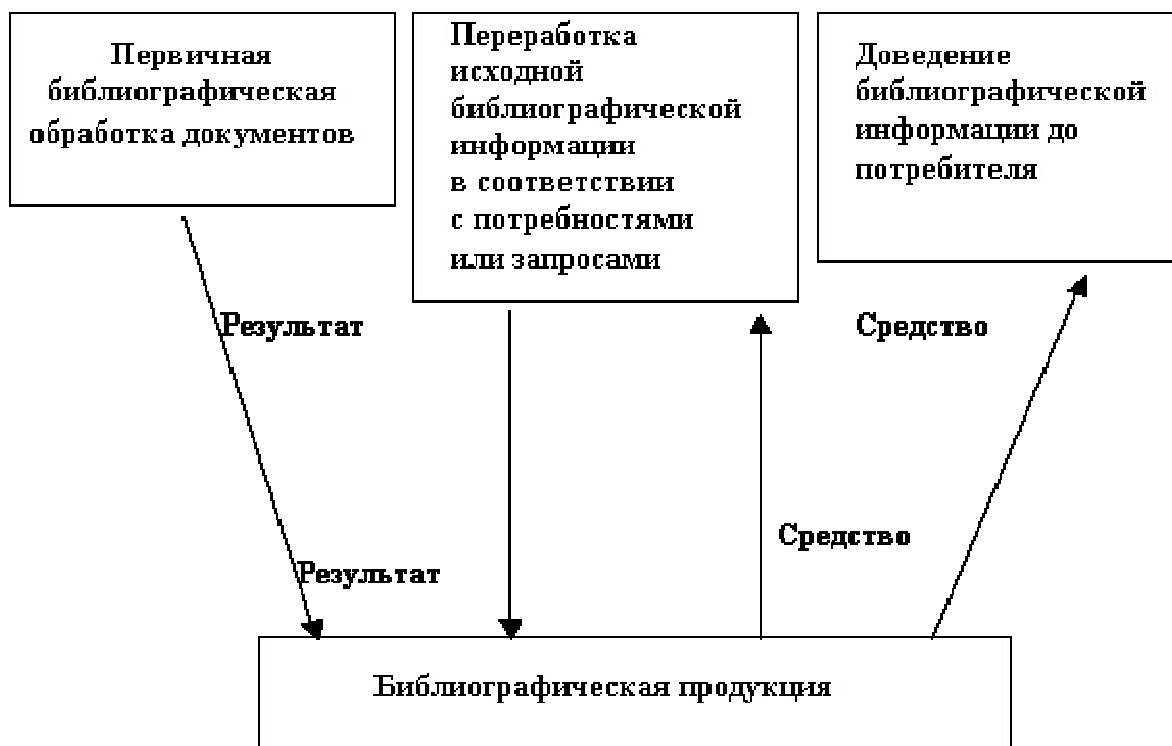 Первичная
библиографическая
обработка документов
Переработка
исходной
библиографической
информации
в соответствии
с потребностями
или запросами
Доведение
библиографической
информации до
потребителя
Результат
Средство
Средство
Результат
Библиографическая продукция